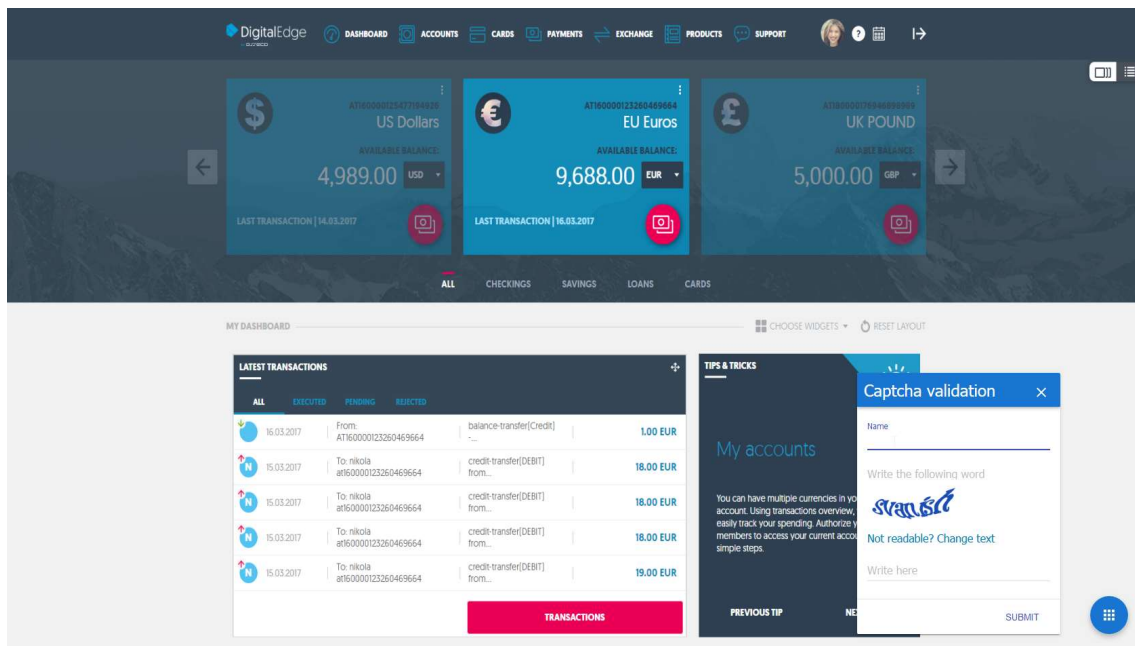 DigitalEdge
DASHBOARD ACCOUNTS CARDS PAYMENTS EXCHANGE PRODUCTS SUPPORT ?
US Dollars
AVAILABLE BALANCE:
4,989.00 USD
LAST TRANSACTION | 14.03.2017
AT160000123260469664
EU Euros
AVAILABLE BALANCE:
9,688.00 EUR
LAST TRANSACTION | 16.03.2017
UK POUND
AVAILABLE BALANCE:
5,000.00 GBP
ALL CHECKINGS SAVINGS LOANS CARDS
MY DASHBOARD CHOOSE WIDGETS RESET LAYOUT
LATEST TRANSACTIONS
ALL EXECUTED PENDING REJECTED
16.03.2017 From: AT160000123260469664 balance-transfer[Credit] -... 1.00 EUR
N 15.03.2017 To: nikola at160000123260469664 credit-transfer[DEBIT] from... 18.00 EUR
N 15.03.2017 To: nikola at160000123260469664 credit-transfer[DEBIT] from... 18.00 EUR
N 15.03.2017 To: nikola at160000123260469664 credit-transfer[DEBIT] from... 18.00 EUR
N 15.03.2017 To: nikola at160000123260469664 credit-transfer[DEBIT] from... 19.00 EUR
TRANSACTIONS
TIPS & TRICKS
My accounts
You can have multiple currencies in yo
account. Using transactions overview,
easily track your spending. Authorize y
members to access your current accou
simple steps.
PREVIOUS TIP NE
Captcha validation
Name
Write the following word
Not readable? Change text
Write here
SUBMIT